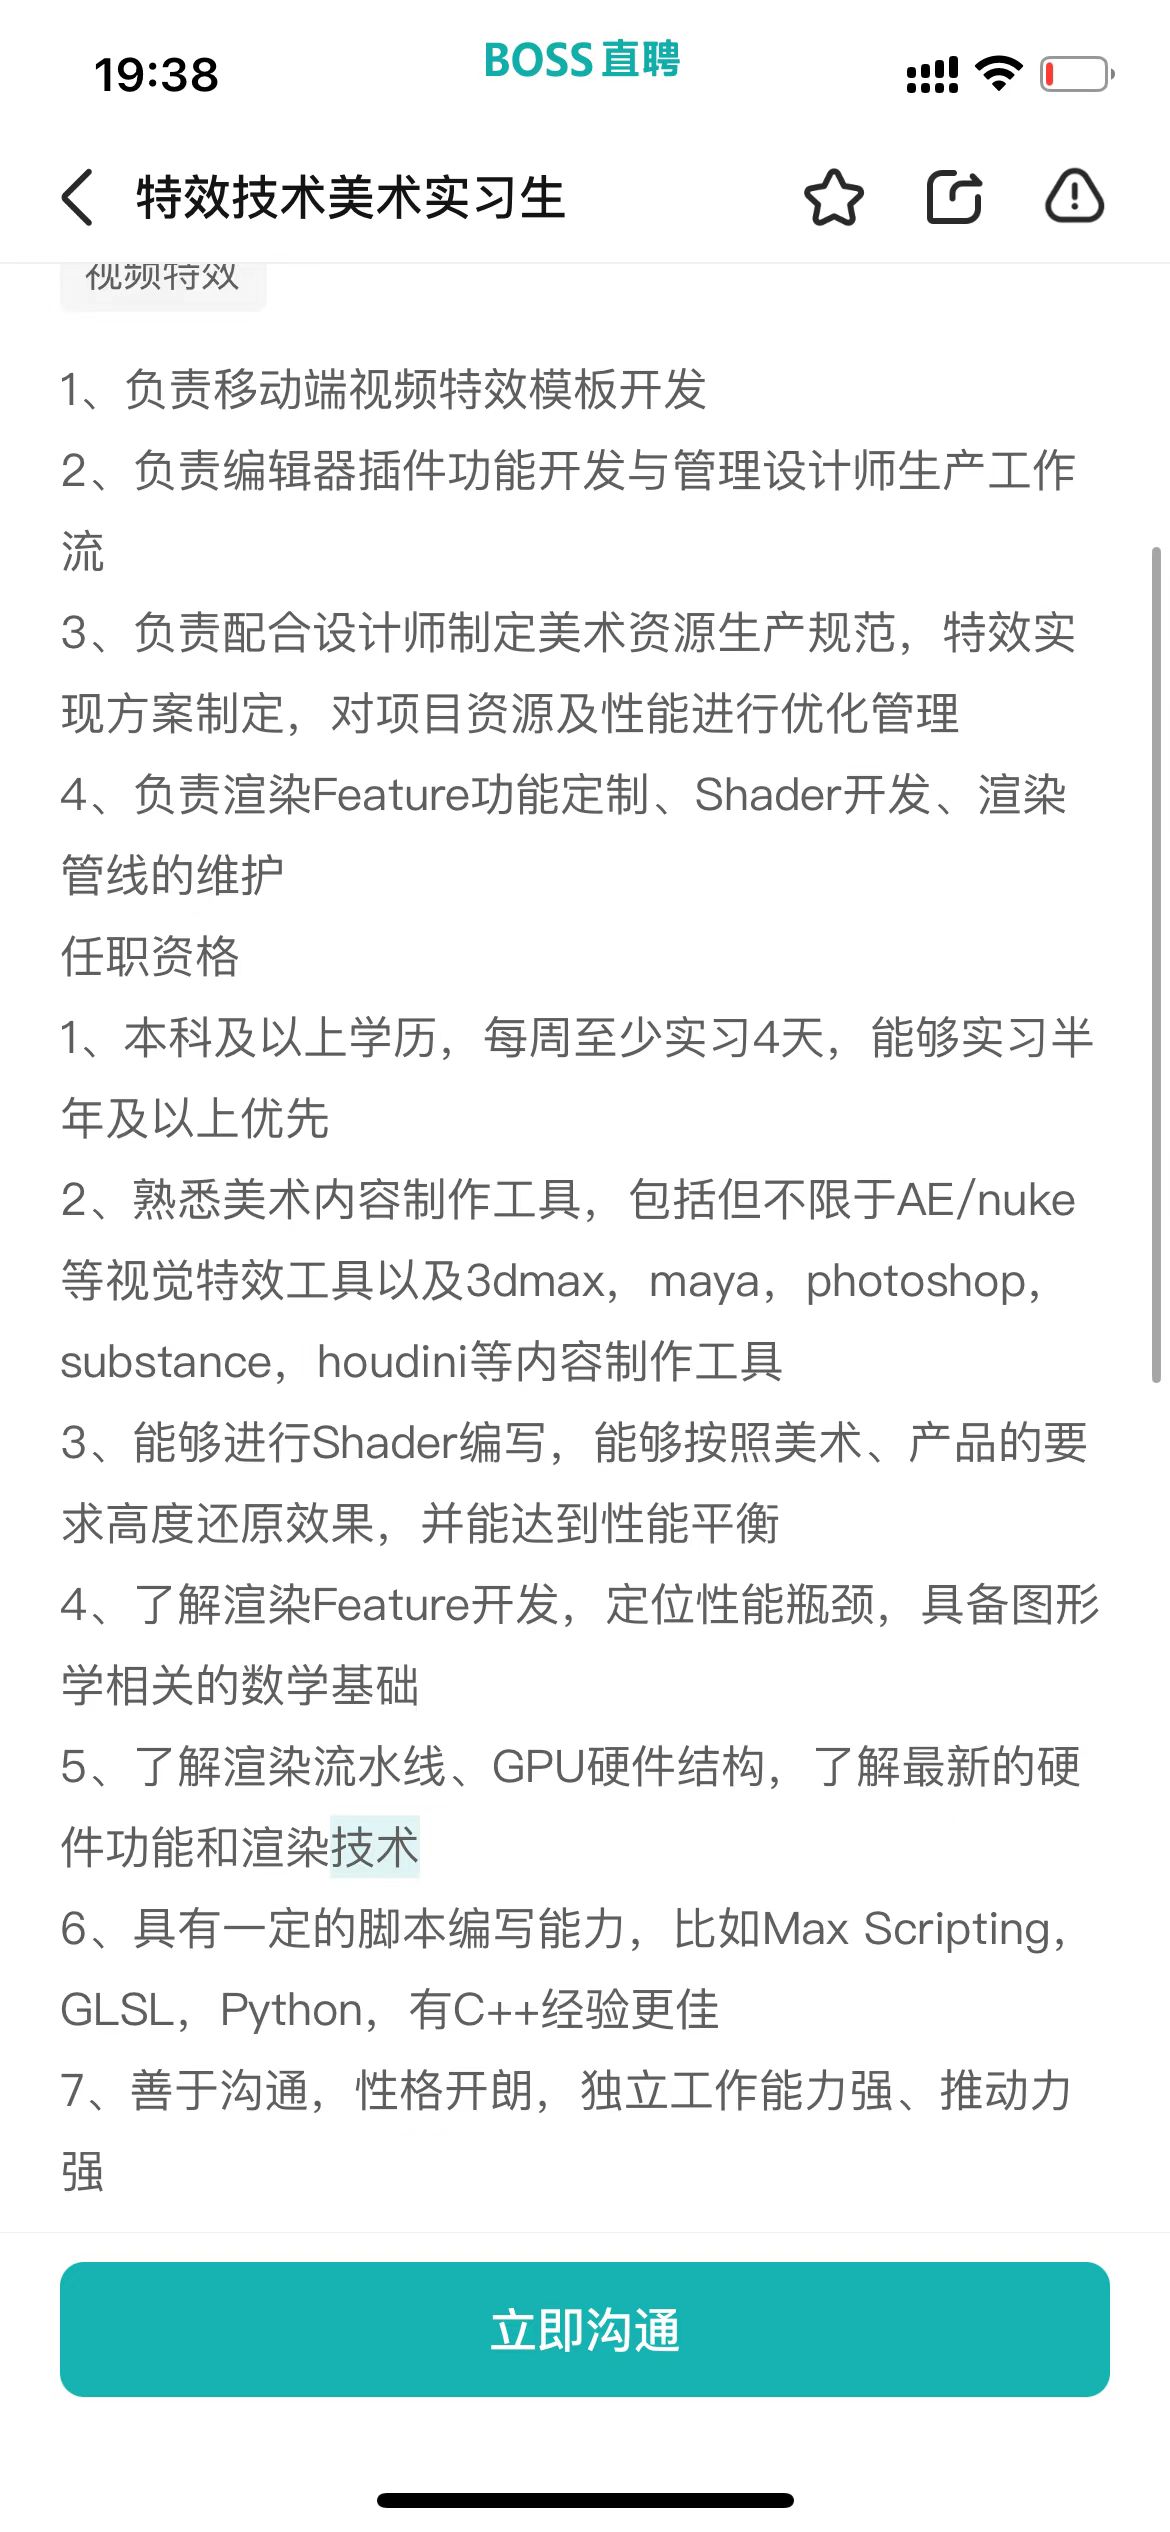 19:38
BOSS直聘
特效技术美术实习生
视频特效
1、负责移动端视频特效模板开发
2、负责编辑器插件功能开发与管理设计师生产工作
流
3、负责配合设计师制定美术资源生产规范，特效实
现方案制定，对项目资源及性能进行优化管理
4、负责渲染Feature功能定制、Shader开发、渲染
管线的维护
任职资格
1、本科及以上学历，每周至少实习4天，能够实习半
年及以上优先
2、熟悉美术内容制作工具，包括但不限于AE/nuke
等视觉特效工具以及3dmax，maya，photoshop，
substance，houdini等内容制作工具
3、能够进行Shader编写，能够按照美术、产品的要
求高度还原效果，并能达到性能平衡
4、了解渲染Feature开发，定位性能瓶颈，具备图形
学相关的数学基础
5、了解渲染流水线、GPU硬件结构，了解最新的硬
件功能和渲染技术
6、具有一定的脚本编写能力，比如Max Scripting，
GLSL，Python，有C++经验更佳
7、善于沟通，性格开朗，独立工作能力强、推动力
强
立即沟通